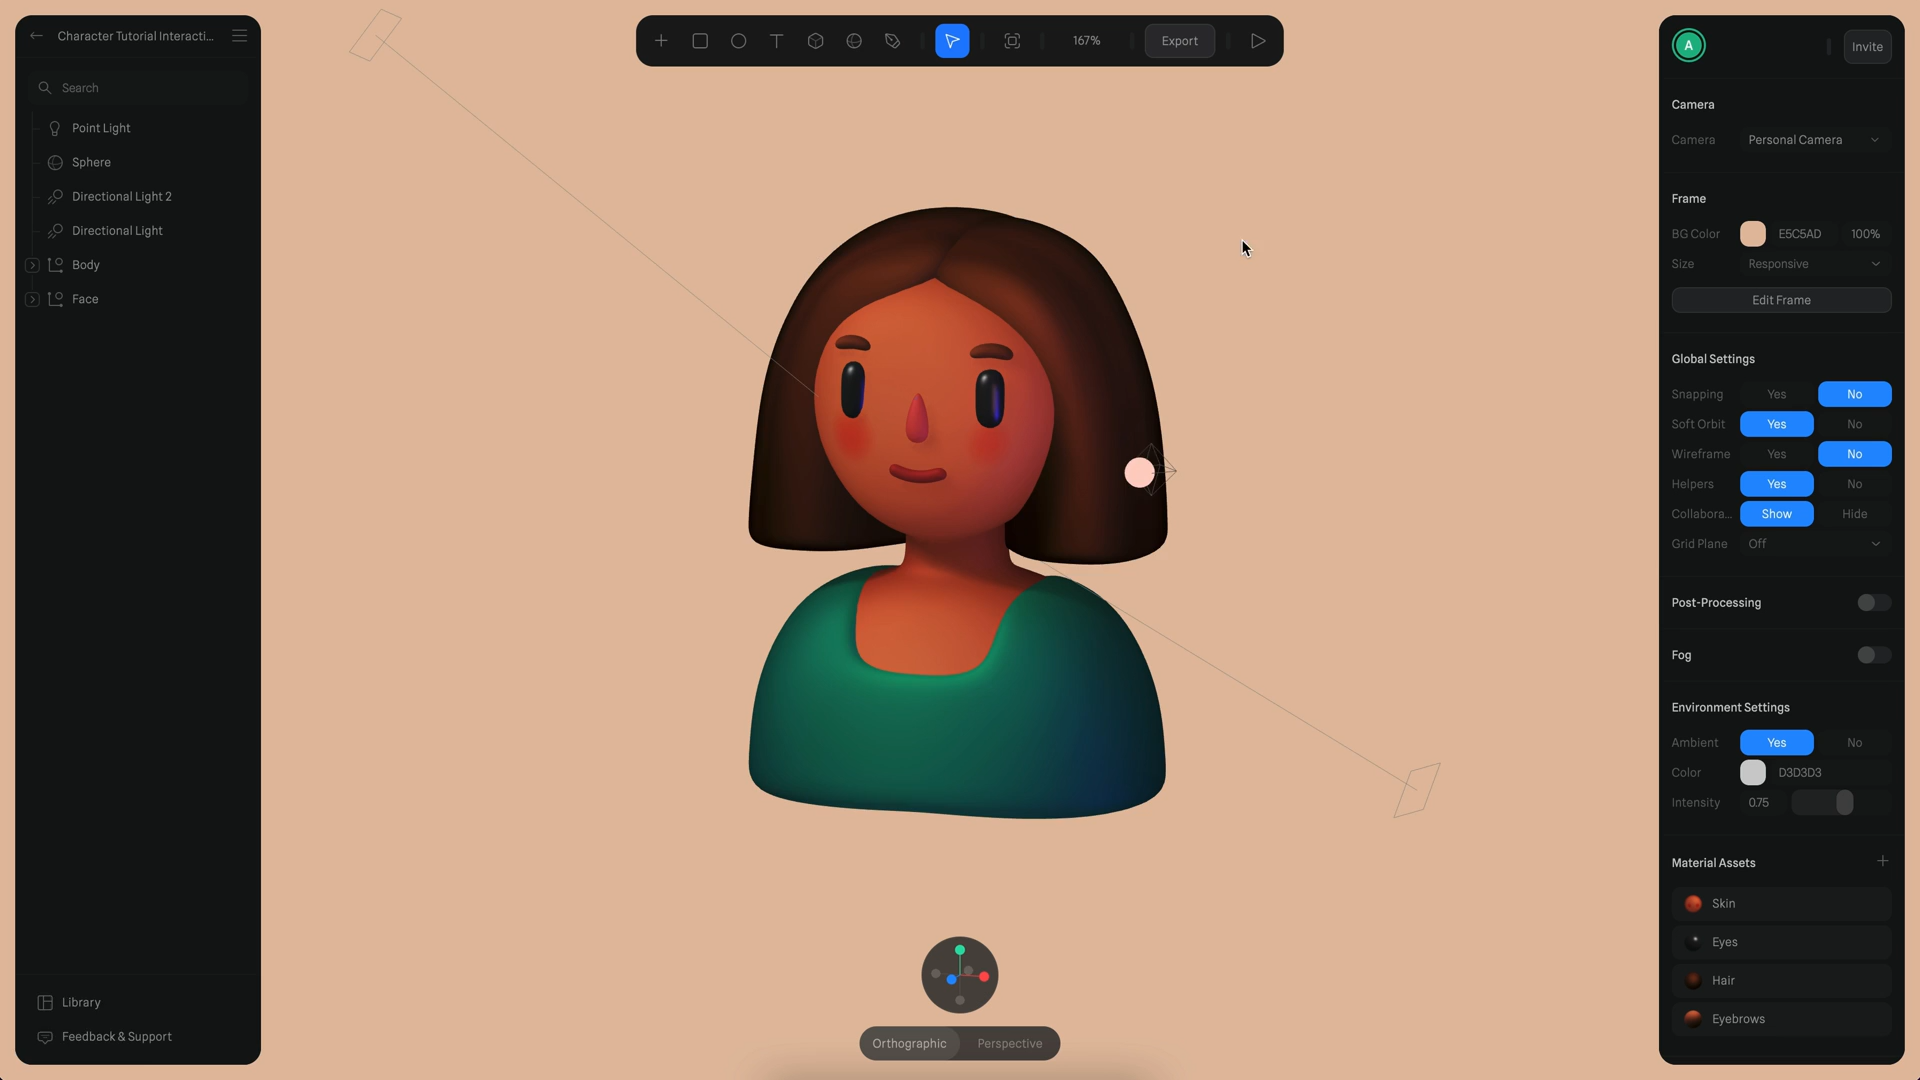 Character Tutorial Interacti...
Search
Point Light
Sphere
Directional Light 2
Directional Light
Body
Face
Library
Feedback & Support
167%
Export
Orthographic
Perspective
A
Invite
Camera
Camera
Personal Camera
Frame
BG Color
E5C5AD
100%
Size
Responsive
Edit Frame
Global Settings
Snapping
Yes
No
Soft Orbit
Yes
No
Wireframe
Yes
No
Helpers
Yes
No
Collabora...
Show
Hide
Grid Plane
Off
Post-Processing
Fog
Environment Settings
Ambient
Yes
No
Color
D3D3D3
Intensity
0.75
Material Assets
Skin
Eyes
Hair
Eyebrows